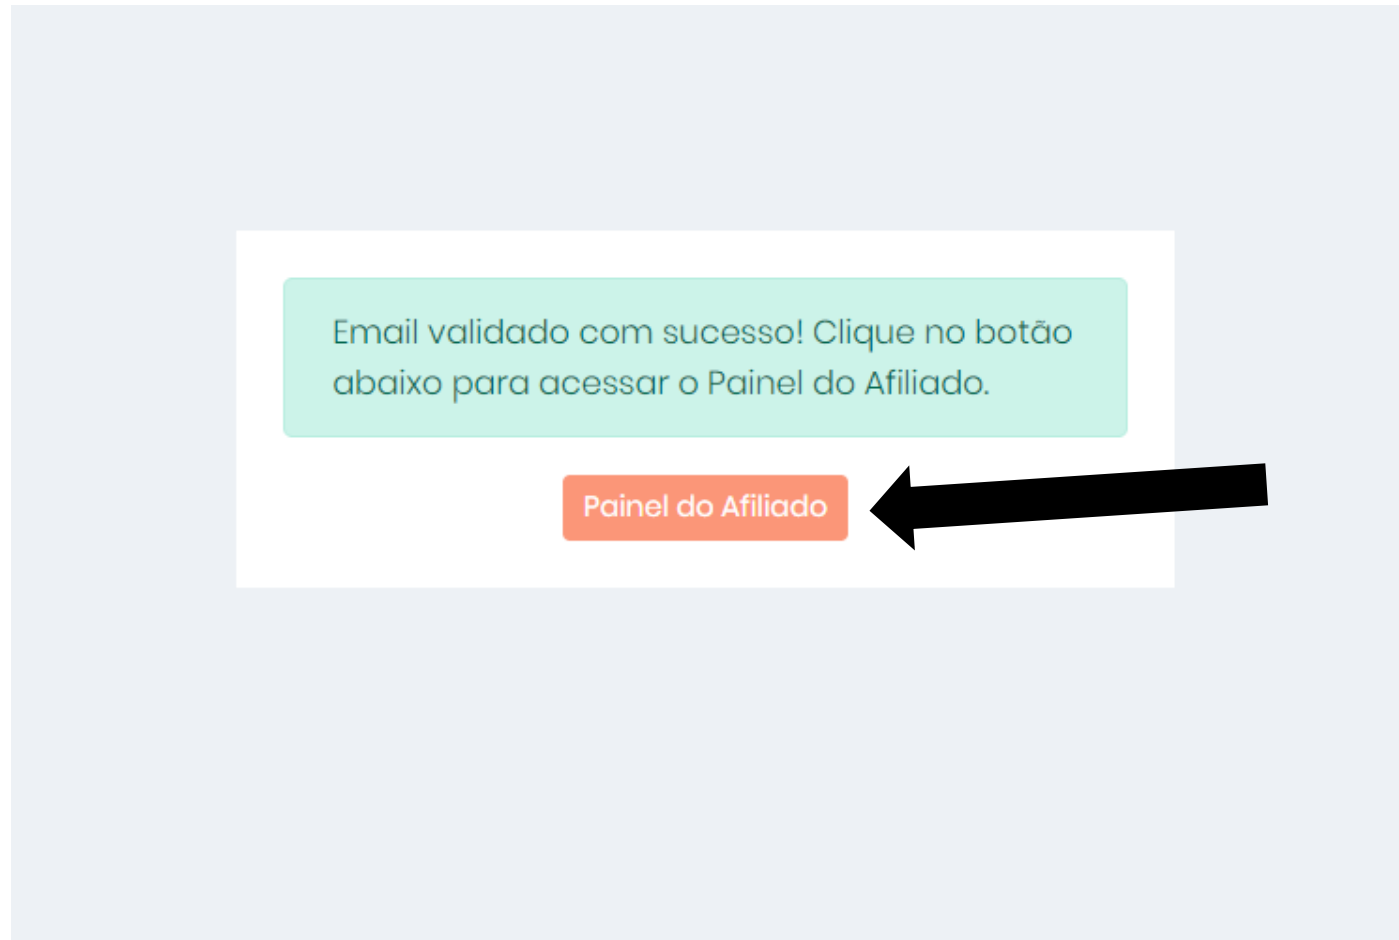 Email validado com sucesso! Clique no botão
abaixo para acessar o Painel do Afiliado.
Painel do Afiliado